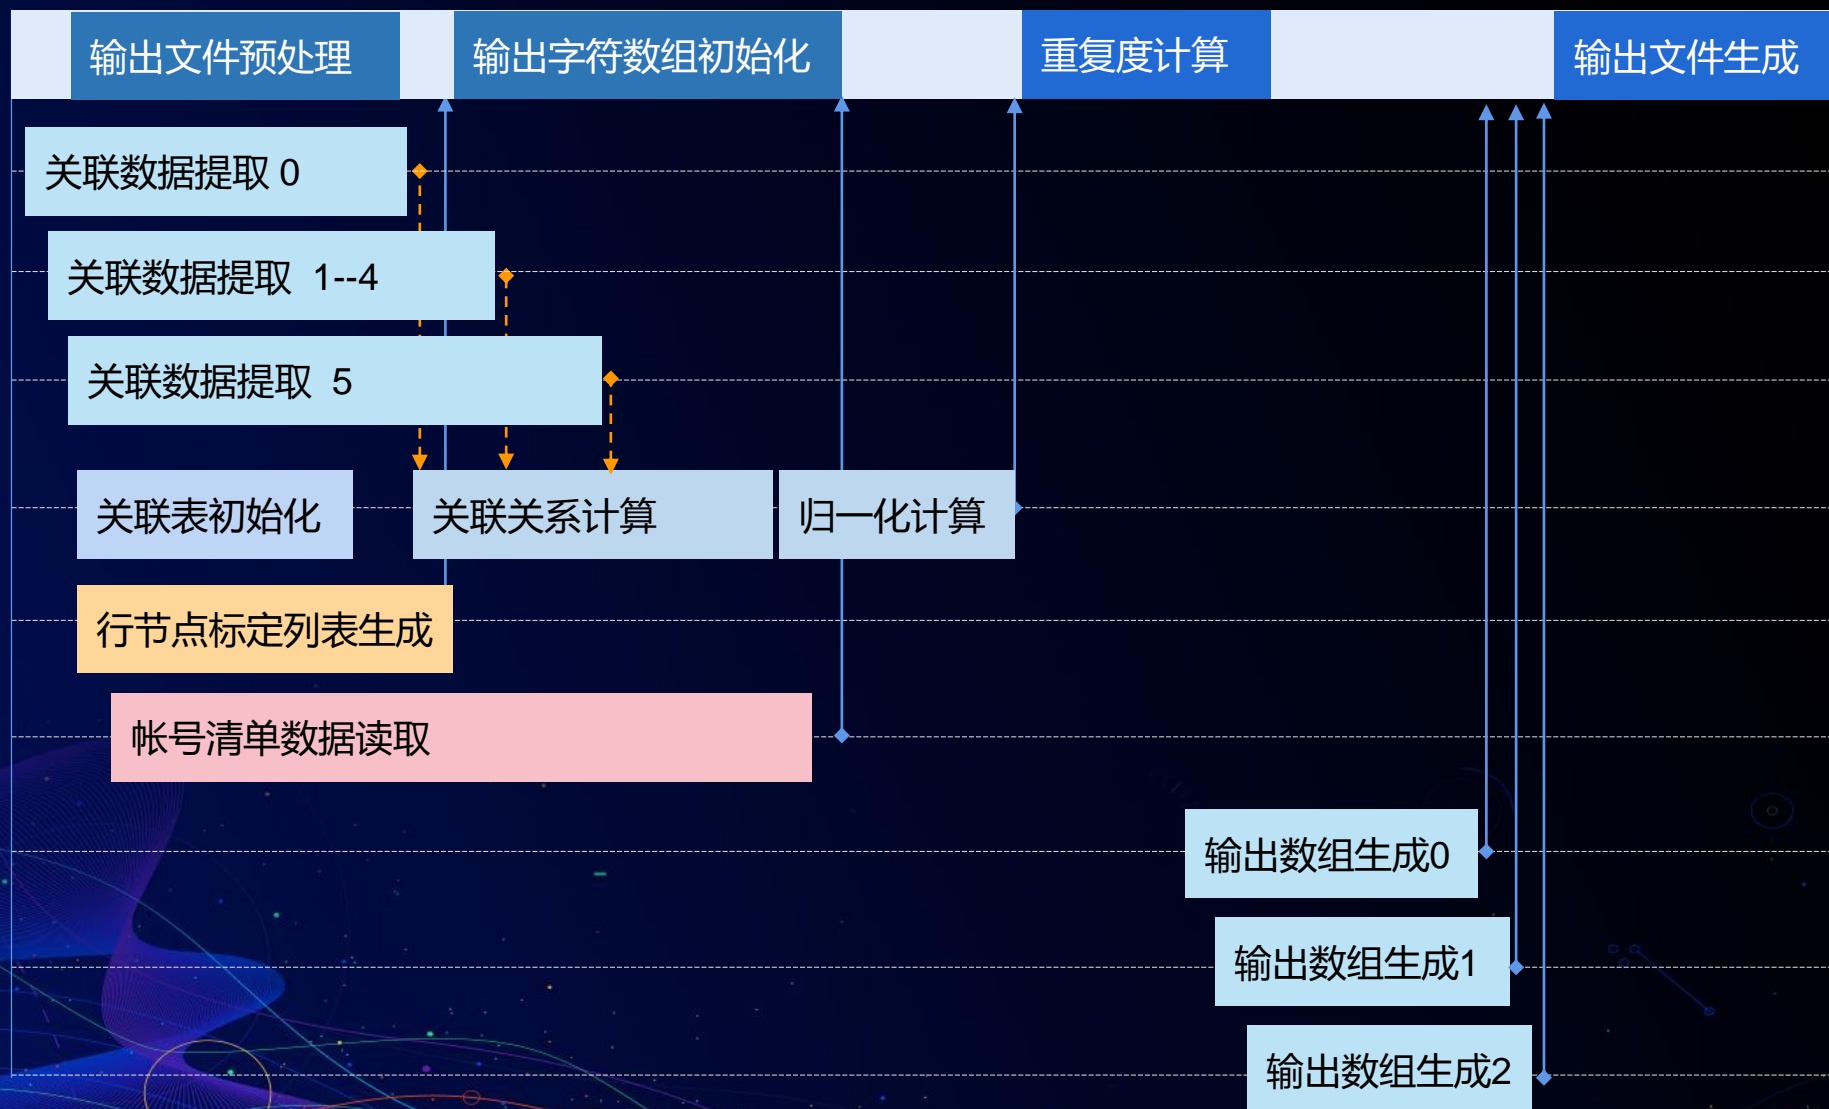 输出文件预处理
输出字符数组初始化
重复度计算
输出文件生成
关联数据提取 0
关联数据提取 1--4
关联数据提取 5
关联表初始化
关联关系计算
归一化计算
行节点标定列表生成
帐号清单数据读取
输出数组生成0
输出数组生成1
输出数组生成2